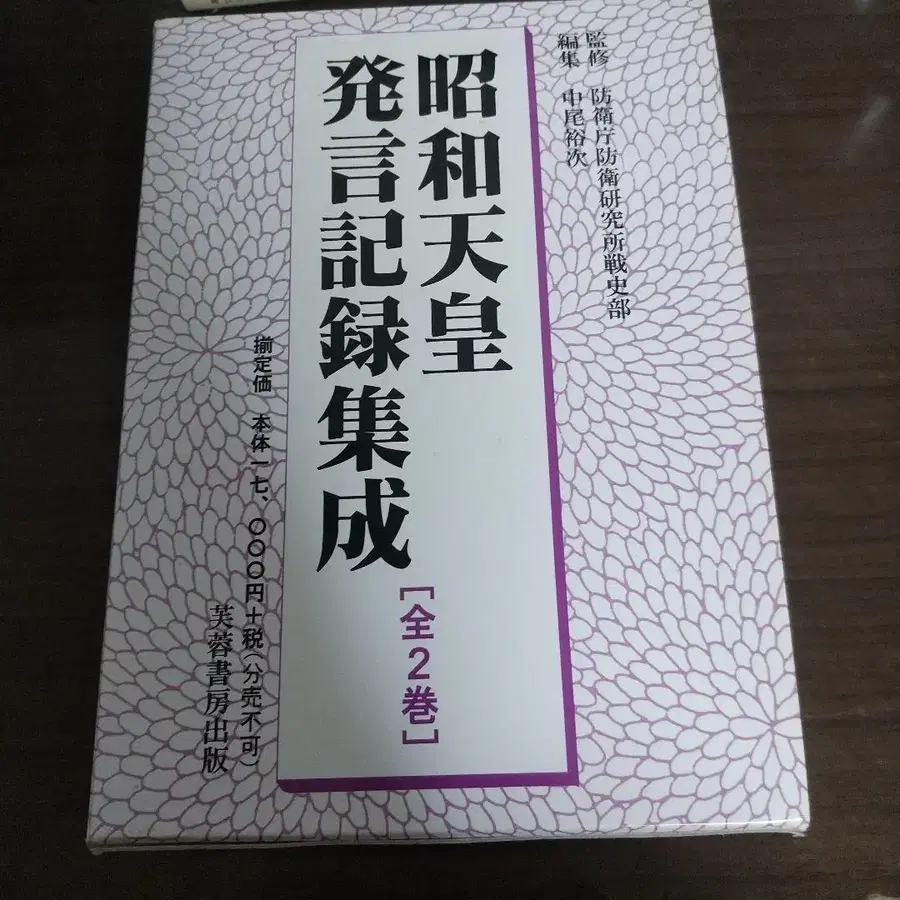 監修 防衛庁防衛研究所戦史部
編集 中尾裕次
昭和天皇
発言記録集成
[全2巻]
揃定価 本体一七、〇〇〇円+税(分売不可)
芙蓉書房出版